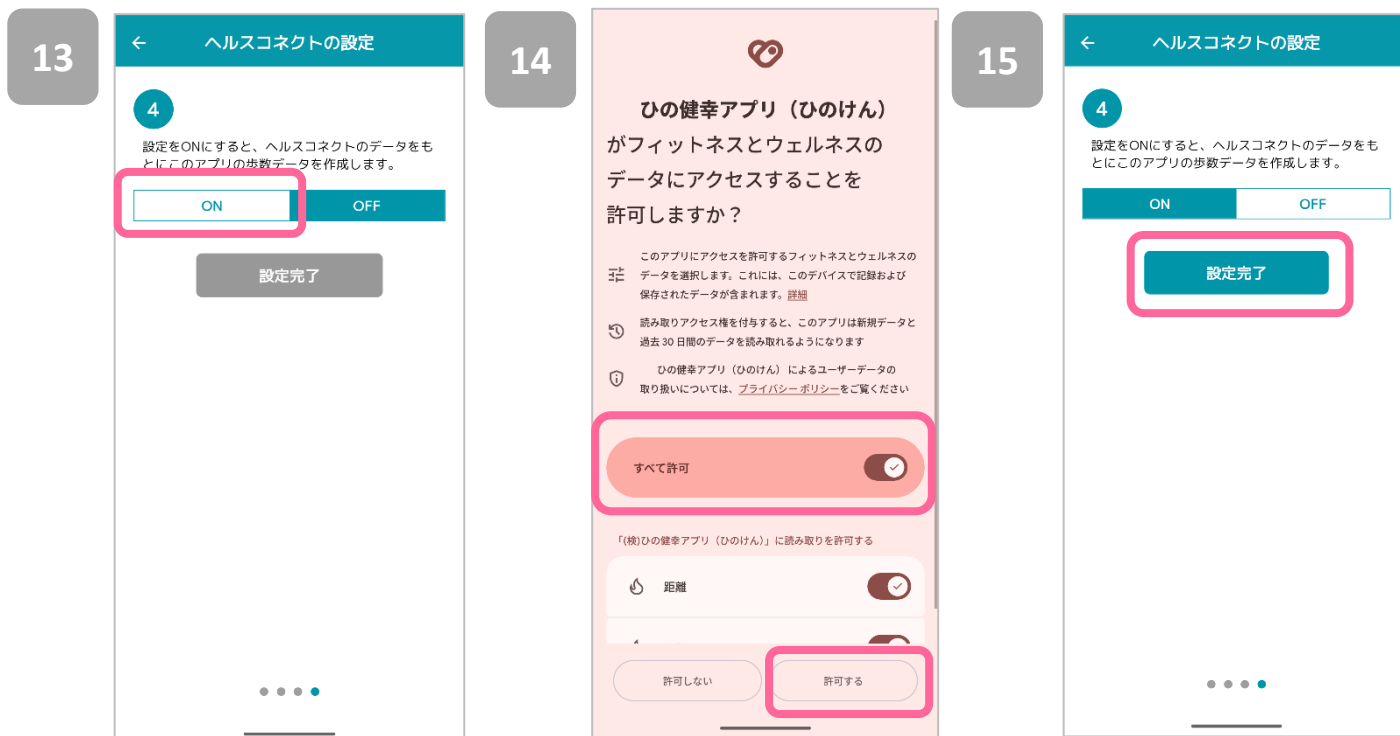 13
ヘルスコネクトの設定
4
設定をONにすると、ヘルスコネクトのデータをも
とにこのアプリの歩数データを作成します。
ON
OFF
設定完了
14
ひの健幸アプリ（ひのけん）
がフィットネスとウェルネスの
データにアクセスすることを
許可しますか？
このアプリにアクセスを許可するフィットネスとウェルネスの
データを選択します。これには、このデバイスで記録および
保存されたデータが含まれます。詳細
読み取りアクセス権を付与すると、このアプリは新規データと
過去 30 日間のデータを読み取れるようになります
ひの健幸アプリ（ひのけん）によるユーザーデータの
取り扱いについては、プライバシー ポリシーをご覧ください
すべて許可
「(検)ひの健幸アプリ（ひのけん）」に読み取りを許可する
距離
許可しない
許可する
15
ヘルスコネクトの設定
4
設定をONにすると、ヘルスコネクトのデータをも
とにこのアプリの歩数データを作成します。
ON
OFF
設定完了